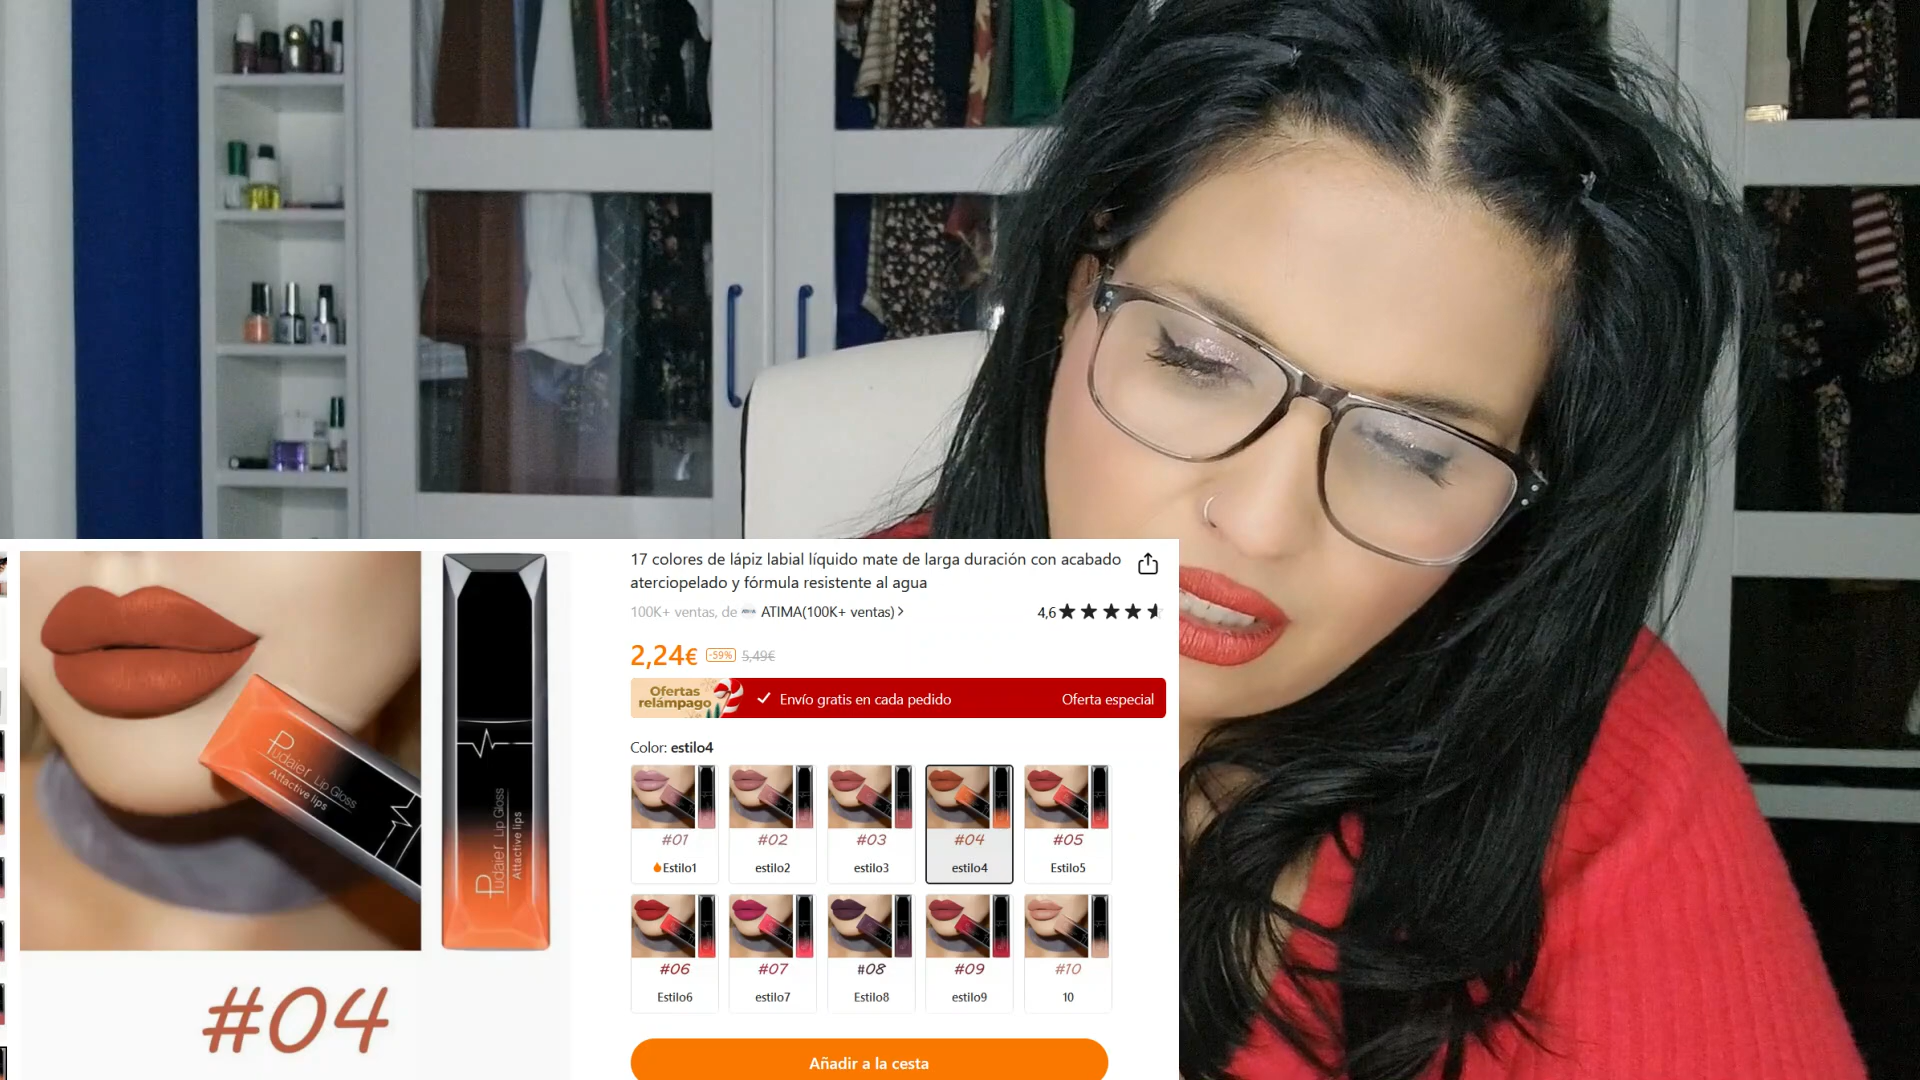 17 colores de lápiz labial líquido mate de larga duración con acabado
aterciopelado y fórmula resistente al agua
100K+ ventas, de ATIMA(100K+ ventas) >
4,6
2,24€ -59% 5,49€
Ofertas
relámpago
Envío gratis en cada pedido
Oferta especial
Color: estilo4
#01 #02 #03 #04 #05
Estilo1 estilo2 estilo3 estilo4 Estilo5
#06 #07 #08 #09 #10
Estilo6 estilo7 Estilo8 estilo9 10
Añadir a la cesta
Pudaier Lip Gloss
Attactive lips
Pudaier Lip Gloss
Attactive lips
#04